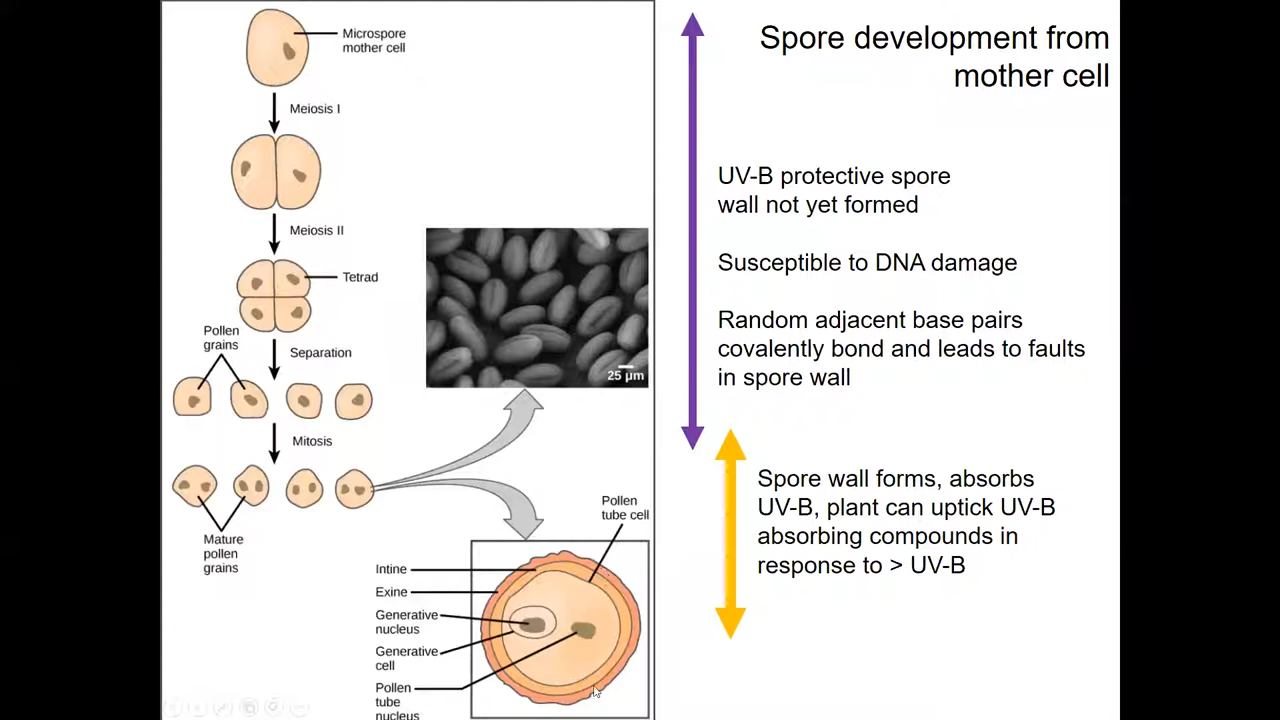 Spore development from
mother cell
Microspore
mother cell
Meiosis I
Meiosis II
Tetrad
Pollen
grains
Separation
Mitosis
Mature
pollen
grains
25 µm
Pollen
tube cell
Intine
Exine
Generative
nucleus
Generative
cell
Pollen
tube
nucleus
UV-B protective spore
wall not yet formed
Susceptible to DNA damage
Random adjacent base pairs
covalently bond and leads to faults
in spore wall
Spore wall forms, absorbs
UV-B, plant can uptick UV-B
absorbing compounds in
response to > UV-B